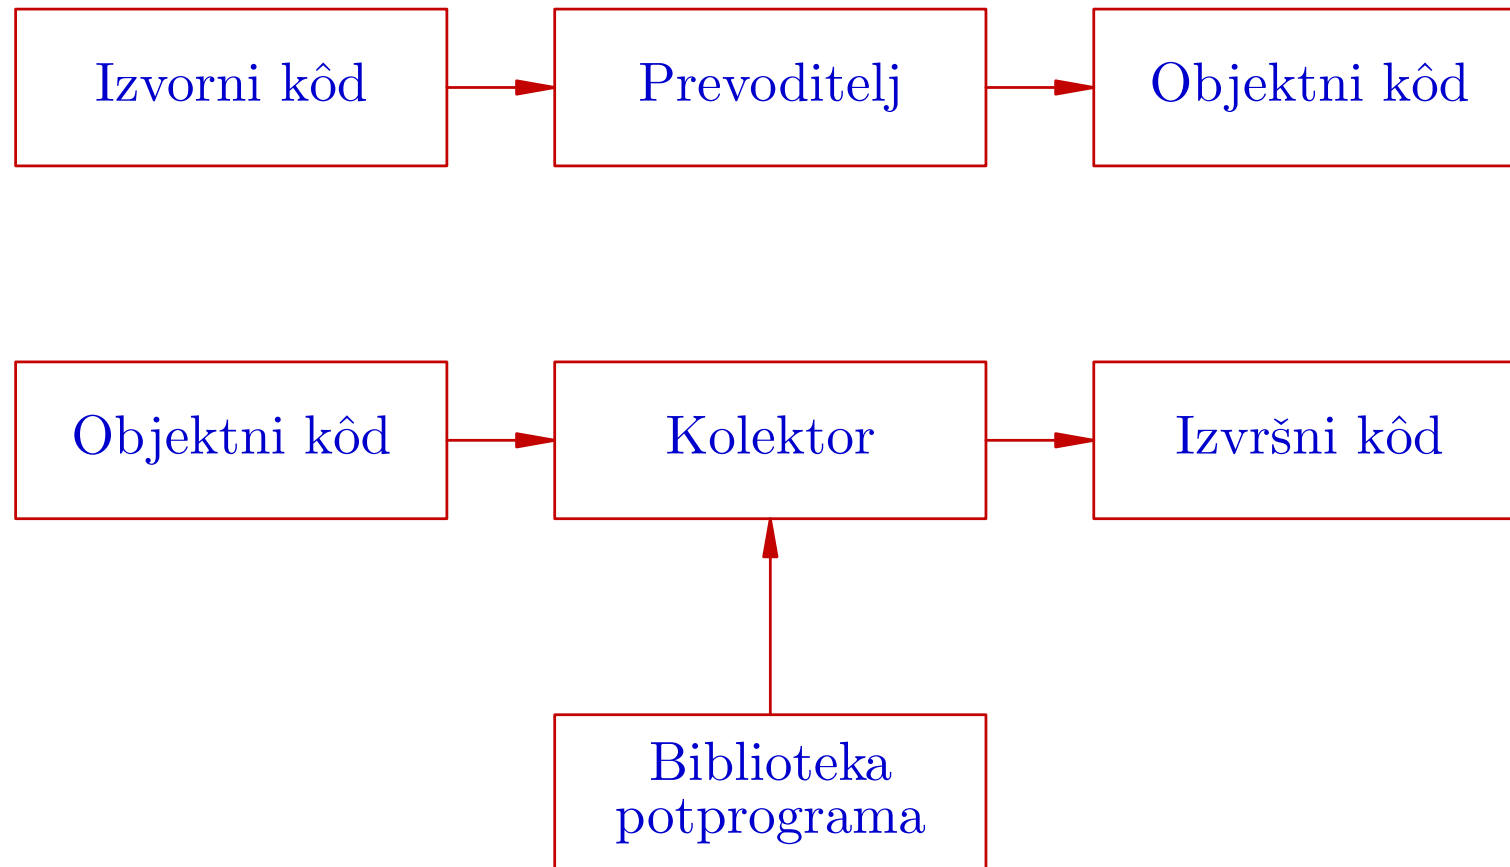 Izvorni kôd
Prevoditelj
Objektni kôd
Objektni kôd
Kolektor
Izvršni kôd
Biblioteka
potprograma